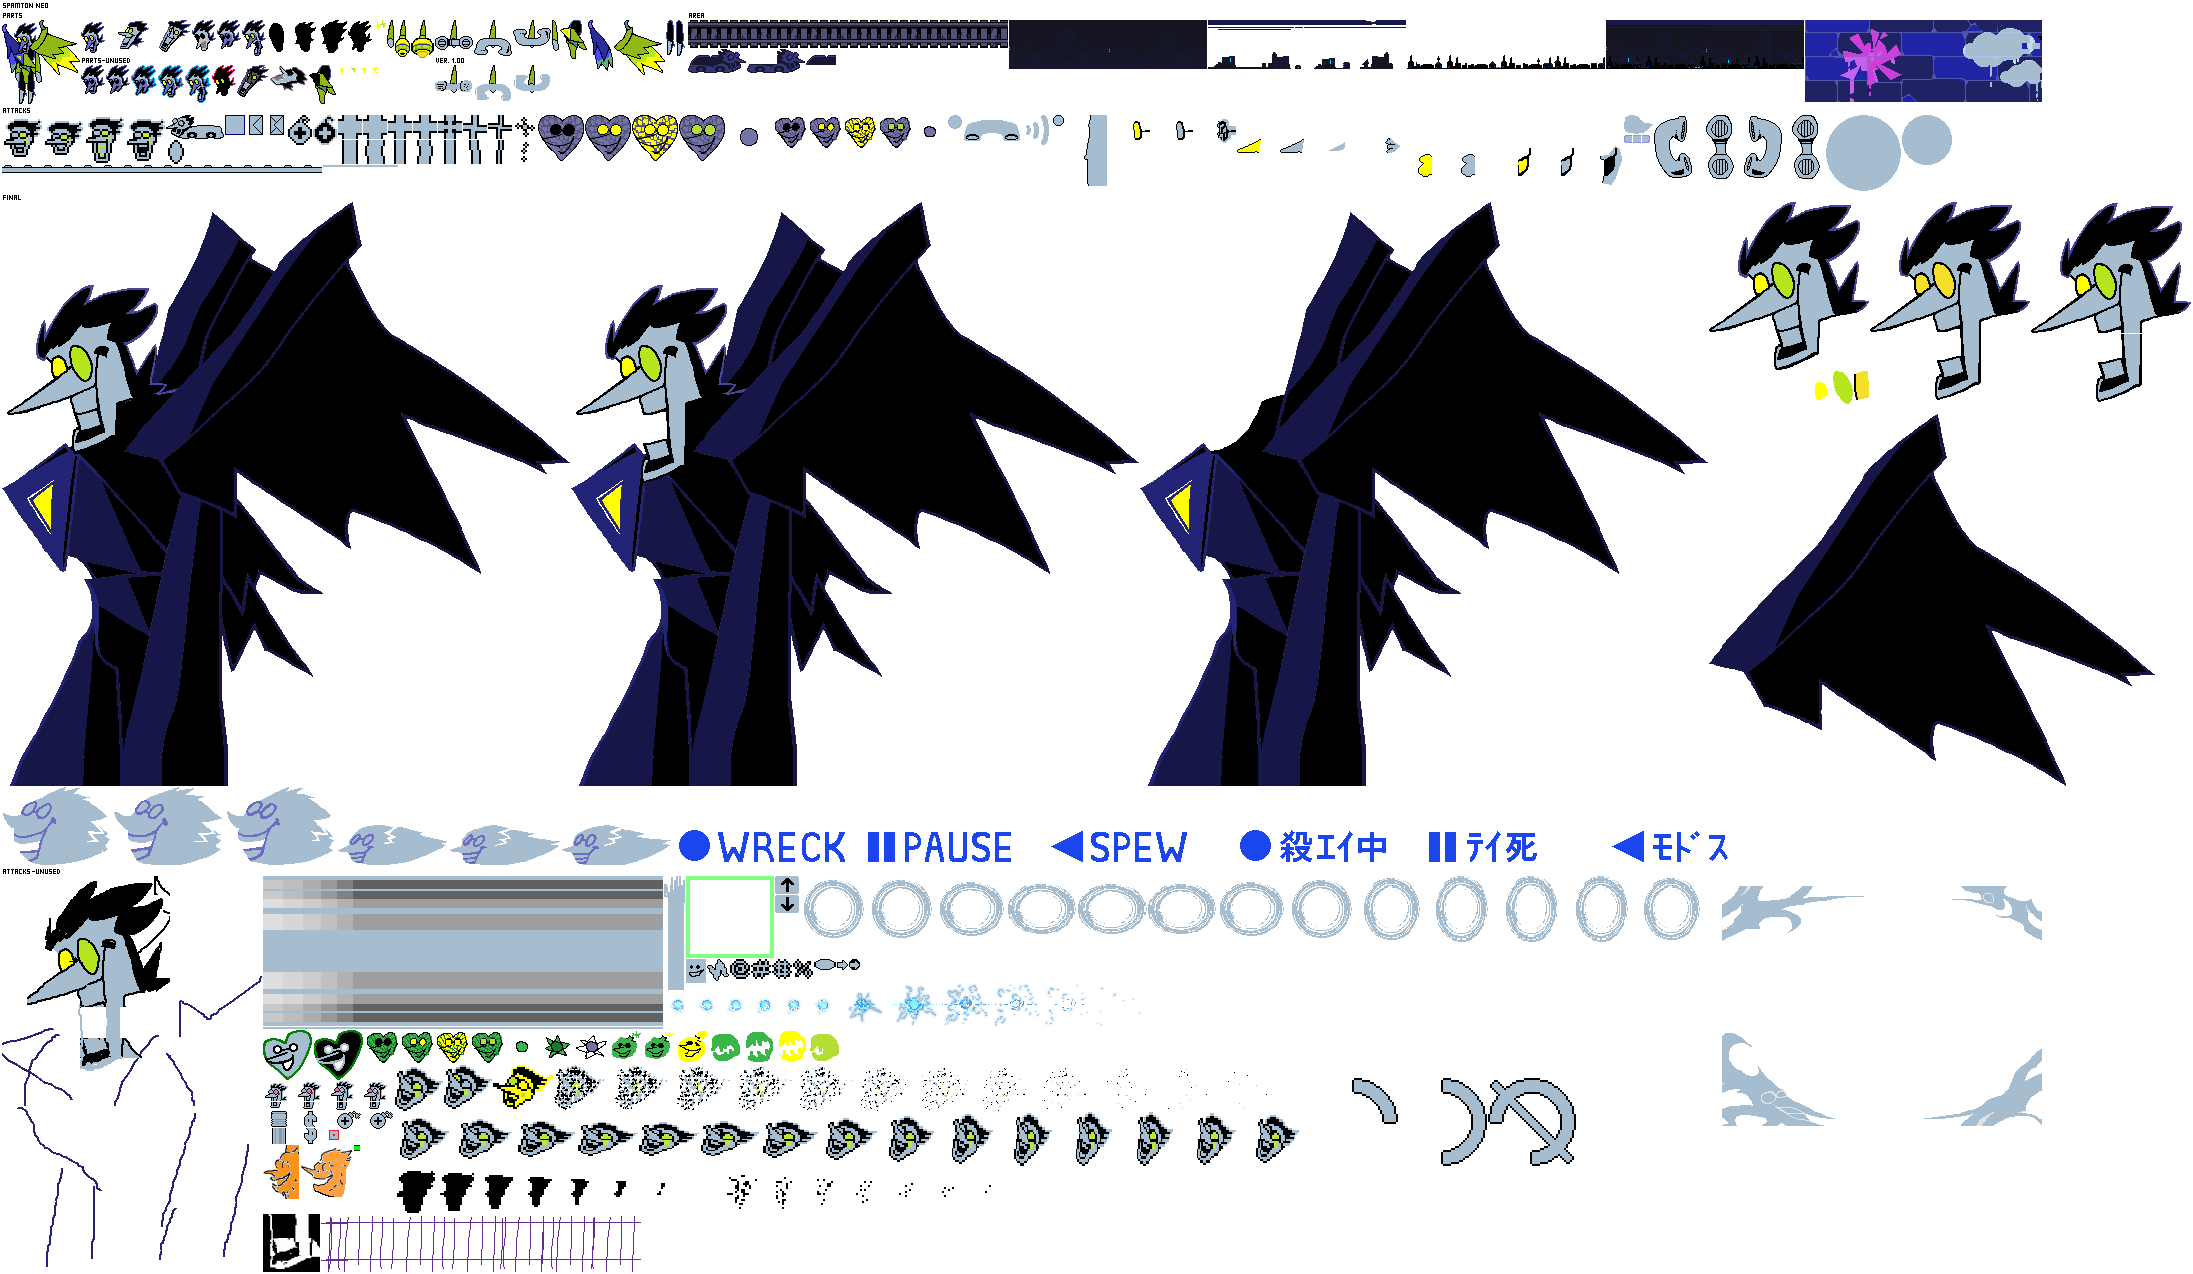 SPAMTON NEO
PARTS
AREA
PARTS-UNUSED
VER. 1.00
ATTACKS
FINAL
WRECK PAUSE SPEW 殺エイ中 テイ死 モドス
ATTACKS-UNUSED
@ # %